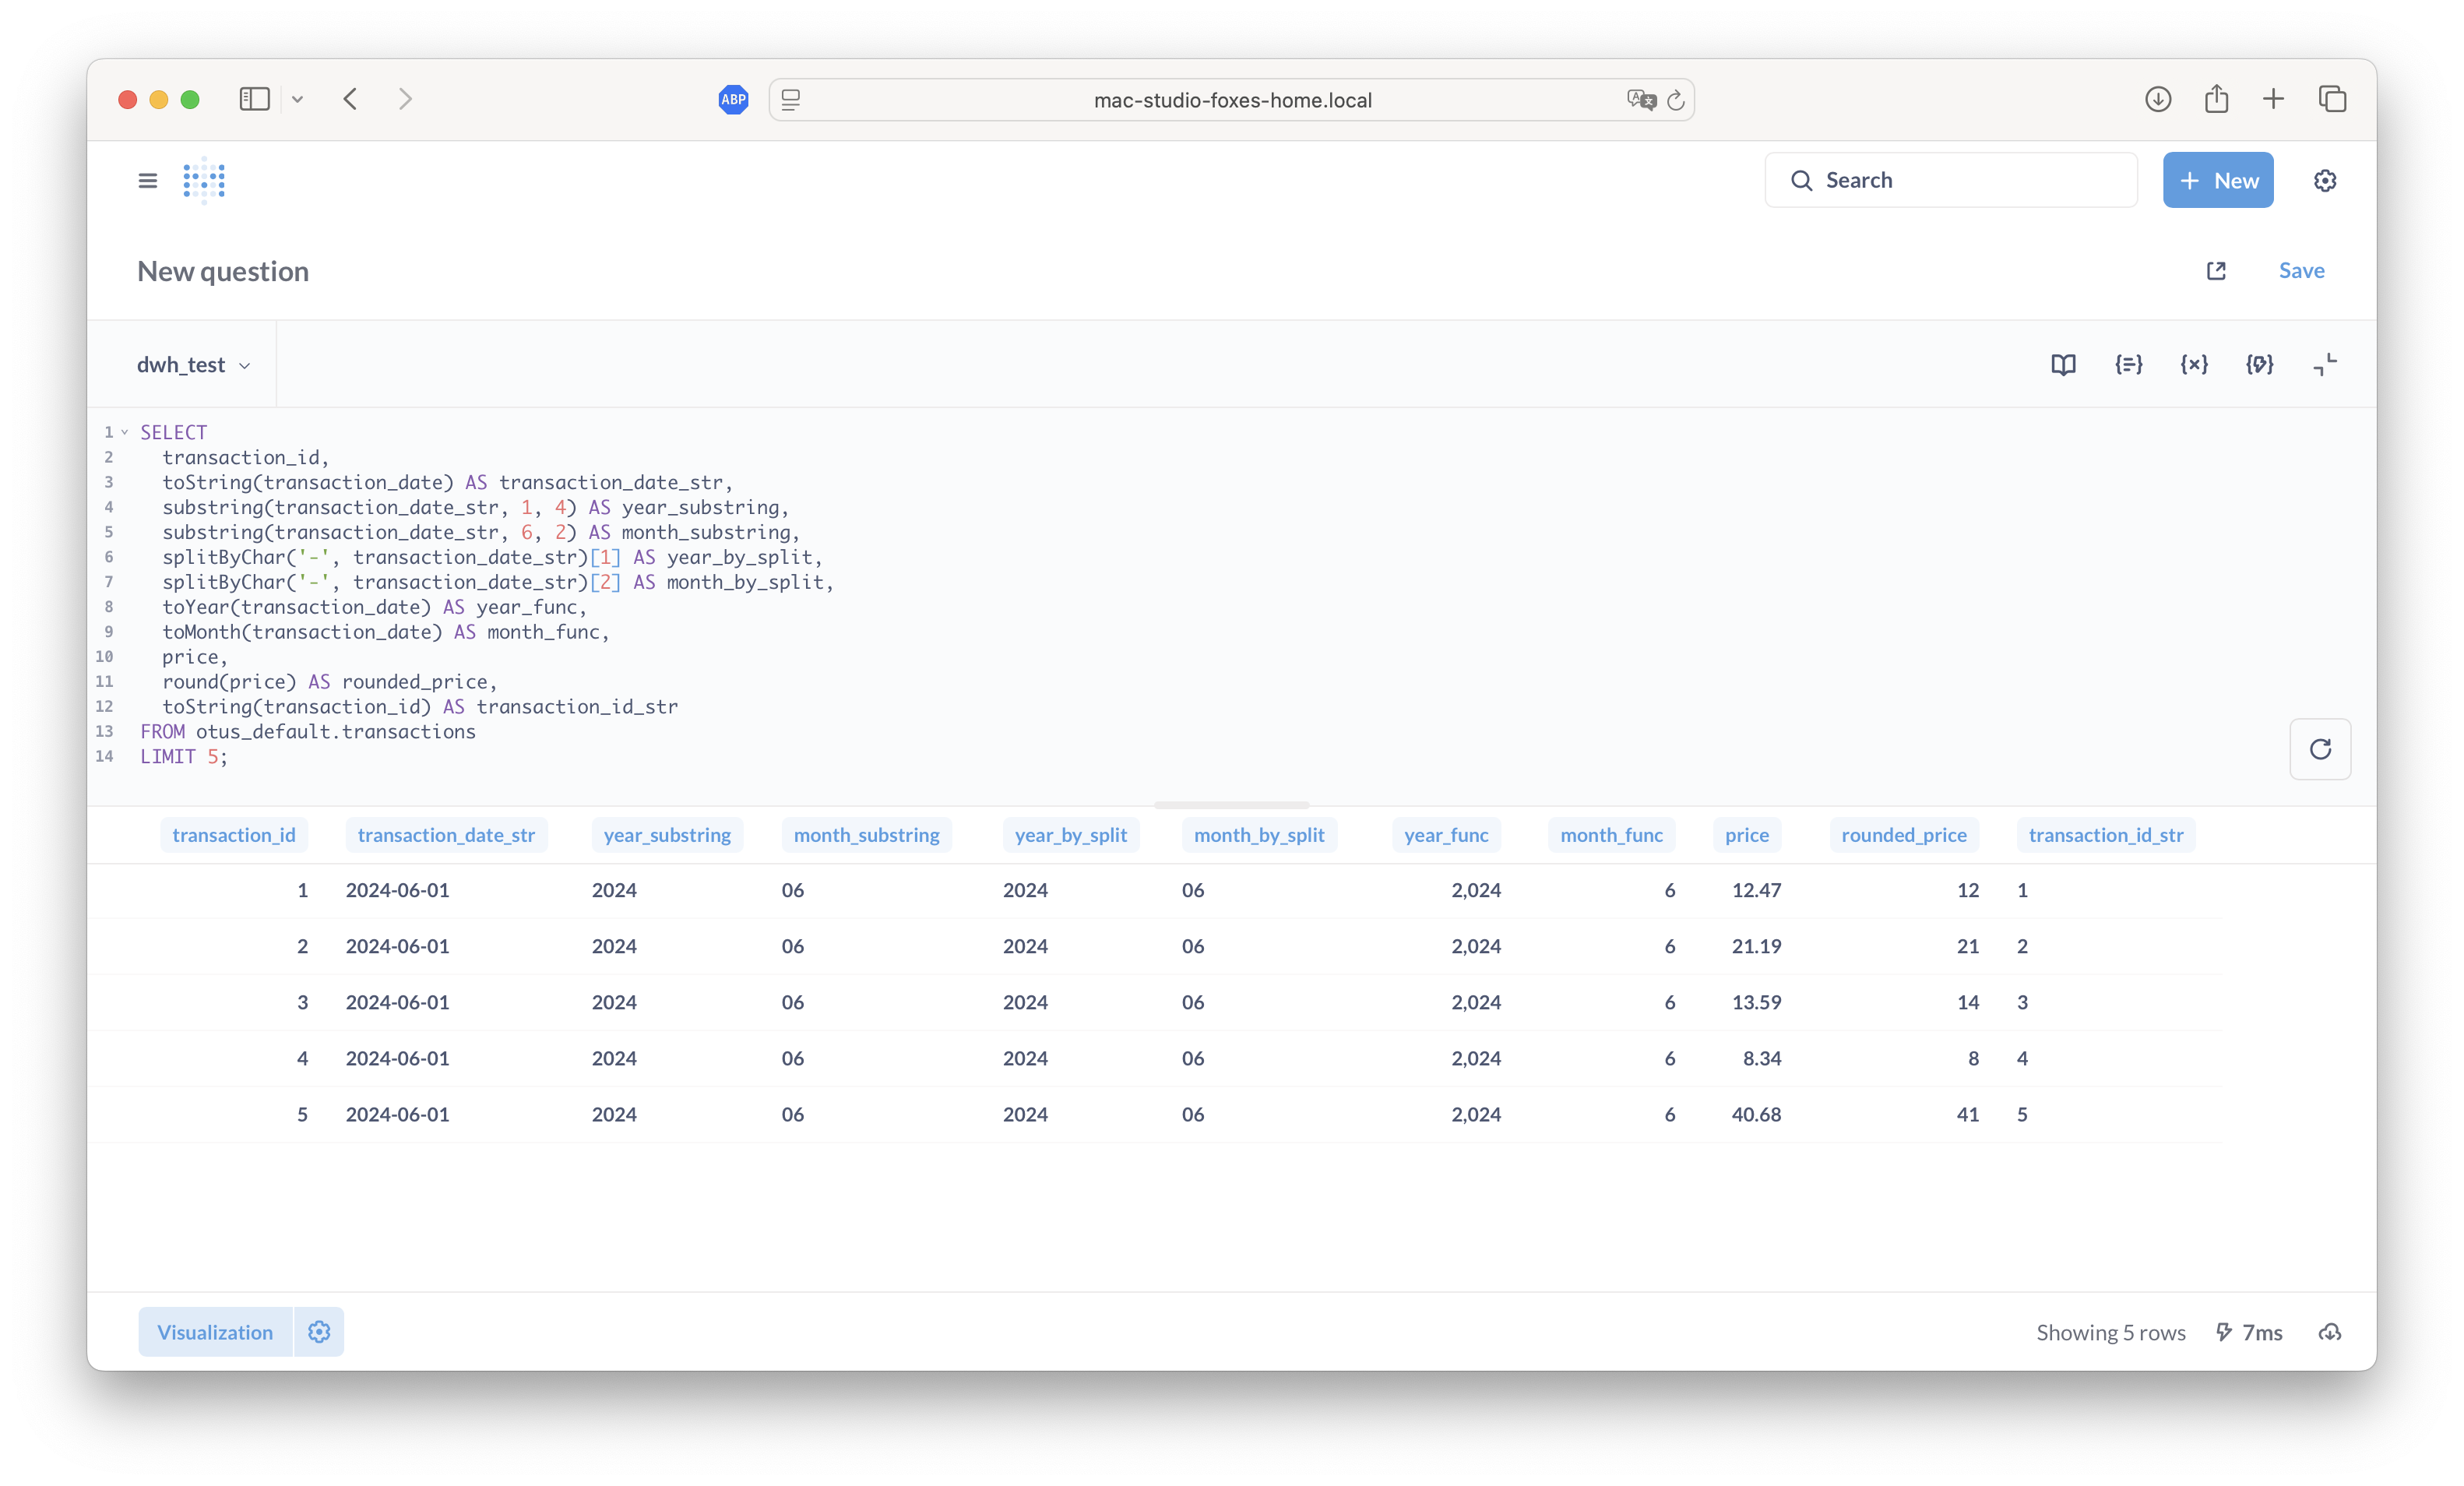 ABP
mac-studio-foxes-home.local
Search
+ New
New question
Save
dwh_test
1 SELECT
2 transaction_id,
3 toString(transaction_date) AS transaction_date_str,
4 substring(transaction_date_str, 1, 4) AS year_substring,
5 substring(transaction_date_str, 6, 2) AS month_substring,
6 splitByChar('-', transaction_date_str)[1] AS year_by_split,
7 splitByChar('-', transaction_date_str)[2] AS month_by_split,
8 toYear(transaction_date) AS year_func,
9 toMonth(transaction_date) AS month_func,
10 price,
11 round(price) AS rounded_price,
12 toString(transaction_id) AS transaction_id_str
13 FROM otus_default.transactions
14 LIMIT 5;
transaction_id transaction_date_str year_substring month_substring year_by_split month_by_split year_func month_func price rounded_price transaction_id_str
1 2024-06-01 2024 06 2024 06 2,024 6 12.47 12 1
2 2024-06-01 2024 06 2024 06 2,024 6 21.19 21 2
3 2024-06-01 2024 06 2024 06 2,024 6 13.59 14 3
4 2024-06-01 2024 06 2024 06 2,024 6 8.34 8 4
5 2024-06-01 2024 06 2024 06 2,024 6 40.68 41 5
Visualization
Showing 5 rows 7ms